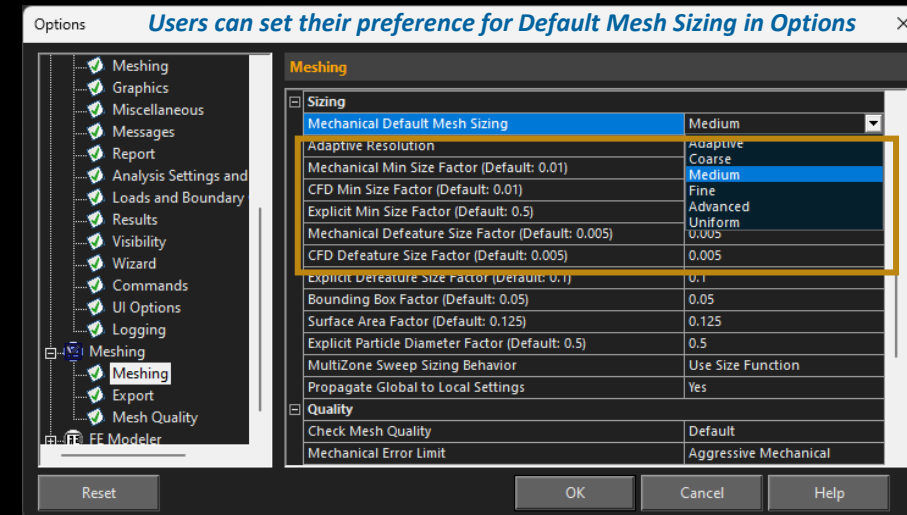 Options
Users can set their preference for Default Mesh Sizing in Options
Meshing
Graphics
Miscellaneous
Messages
Report
Analysis Settings and
Loads and Boundary
Results
Visibility
Wizard
Commands
UI Options
Logging
Meshing
Meshing
Export
Mesh Quality
FE Modeler
Meshing
Sizing
Mechanical Default Mesh Sizing Medium
Adaptive Resolution
Mechanical Min Size Factor (Default: 0.01)
CFD Min Size Factor (Default: 0.01)
Explicit Min Size Factor (Default: 0.5)
Mechanical Defeature Size Factor (Default: 0.005) 0.005
CFD Defeature Size Factor (Default: 0.005) 0.005
Adaptive
Coarse
Medium
Fine
Advanced
Uniform
Explicit Defeature Size Factor (Default: 0.1) 0.1
Bounding Box Factor (Default: 0.05) 0.05
Surface Area Factor (Default: 0.125) 0.125
Explicit Particle Diameter Factor (Default: 0.5) 0.5
MultiZone Sweep Sizing Behavior Use Size Function
Propagate Global to Local Settings Yes
Quality
Check Mesh Quality Default
Mechanical Error Limit Aggressive Mechanical
Reset OK Cancel Help